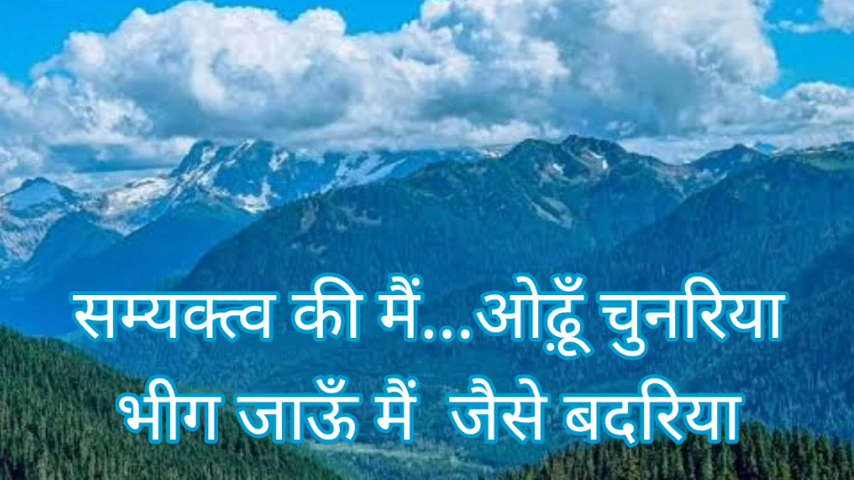 सम्यक्त्व की मैं...ओढ़ूँ चुनरिया
भीग जाऊँ मैं जैसे बदरिया